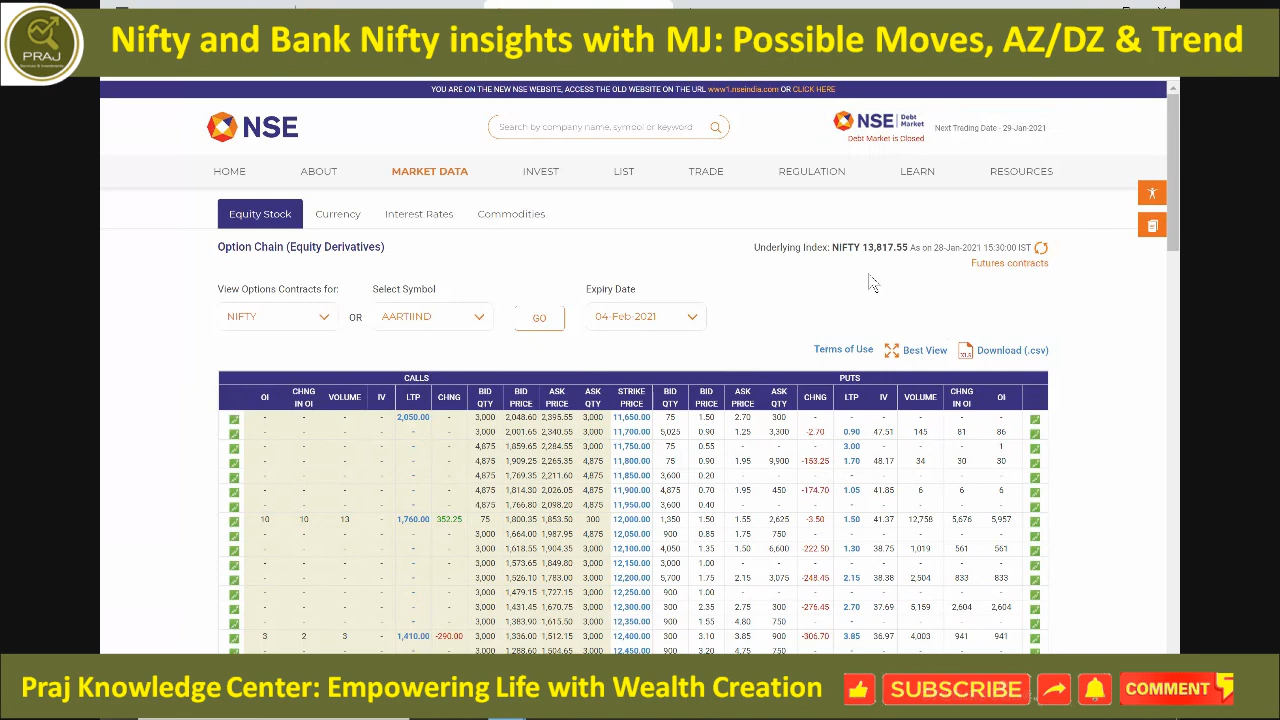 Nifty and Bank Nifty insights with MJ: Possible Moves, AZ/DZ & Trend
PRAJ
YOU ARE ON THE NEW NSE WEBSITE, ACCESS THE OLD WEBSITE ON THE URL www1.nseindia.com OR CLICK HERE
NSE
Search by company name, symbol or keyword
NSE Debt Market
Debt Market is Closed
Next Trading Date - 29-Jan-2021
HOME ABOUT MARKET DATA INVEST LIST TRADE REGULATION LEARN RESOURCES
Equity Stock Currency Interest Rates Commodities
Option Chain (Equity Derivatives)
Underlying Index: NIFTY 13,817.55 As on 28-Jan-2021 15:30:00 IST
Futures contracts
View Options Contracts for: Select Symbol Expiry Date
NIFTY OR AARTIIND GO 04-Feb-2021
Terms of Use Best View XLS Download (.csv)
CALLS PUTS
OI CHNG IN OI VOLUME IV LTP CHNG BID QTY BID PRICE ASK PRICE ASK QTY STRIKE PRICE BID QTY BID PRICE ASK PRICE ASK QTY CHNG LTP IV VOLUME CHNG IN OI OI
- - - - 2,050.00 - 3,000 2,048.60 2,395.55 3,000 11,650.00 75 1.50 2.70 300 - - - - - -
- - - - - - 3,000 2,001.65 2,340.55 3,000 11,700.00 5,025 0.90 1.25 3,300 -2.70 0.90 47.51 145 81 86
- - - - - - 4,875 1,859.65 2,284.55 4,875 11,750.00 75 0.55 - - - 3.00 - - - 1
- - - - - - 4,875 1,909.25 2,265.35 4,875 11,800.00 75 0.90 1.95 9,900 -153.25 1.70 48.17 34 30 30
- - - - - - 4,875 1,769.35 2,211.60 4,875 11,850.00 3,600 0.20 - - - - - - - -
- - - - - - 4,875 1,814.30 2,026.05 4,875 11,900.00 4,875 0.70 1.95 450 -174.70 1.05 41.85 6 6 6
- - - - - - 4,875 1,766.80 2,098.20 4,875 11,950.00 3,600 0.40 - - - - - - - -
10 10 13 - 1,760.00 352.25 75 1,800.35 1,853.50 300 12,000.00 1,350 1.50 1.55 2,625 -3.50 1.50 41.37 12,758 5,676 5,957
- - - - - - 3,000 1,664.00 1,987.95 4,875 12,050.00 900 0.85 1.75 750 - - - - - -
- - - - - - 3,000 1,618.55 1,904.35 3,000 12,100.00 4,050 1.35 1.50 6,600 -222.50 1.30 38.75 1,019 561 561
- - - - - - 3,000 1,573.65 1,849.80 3,000 12,150.00 3,000 1.00 - - - - - - - -
- - - - - - 3,000 1,526.10 1,783.00 3,000 12,200.00 5,700 1.75 2.15 3,075 -248.45 2.15 38.38 2,504 833 833
- - - - - - 3,000 1,479.15 1,727.15 3,000 12,250.00 900 1.00 - - - - - - - -
- - - - - - 3,000 1,431.45 1,670.75 3,000 12,300.00 300 2.35 2.75 300 -276.45 2.70 37.69 5,159 2,604 2,604
- - - - - - 3,000 1,383.90 1,615.50 3,000 12,350.00 900 1.55 4.80 750 - - - - - -
3 2 3 - 1,410.00 -290.00 3,000 1,336.00 1,512.15 3,000 12,400.00 300 3.10 3.85 900 -306.70 3.85 36.97 4,003 941 941
- - - - - - 3,000 1,288.60 1,504.65 3,000 12,450.00 900 3.20 4.75 750 - - - - - -
Praj Knowledge Center: Empowering Life with Wealth Creation
SUBSCRIBE
COMMENT